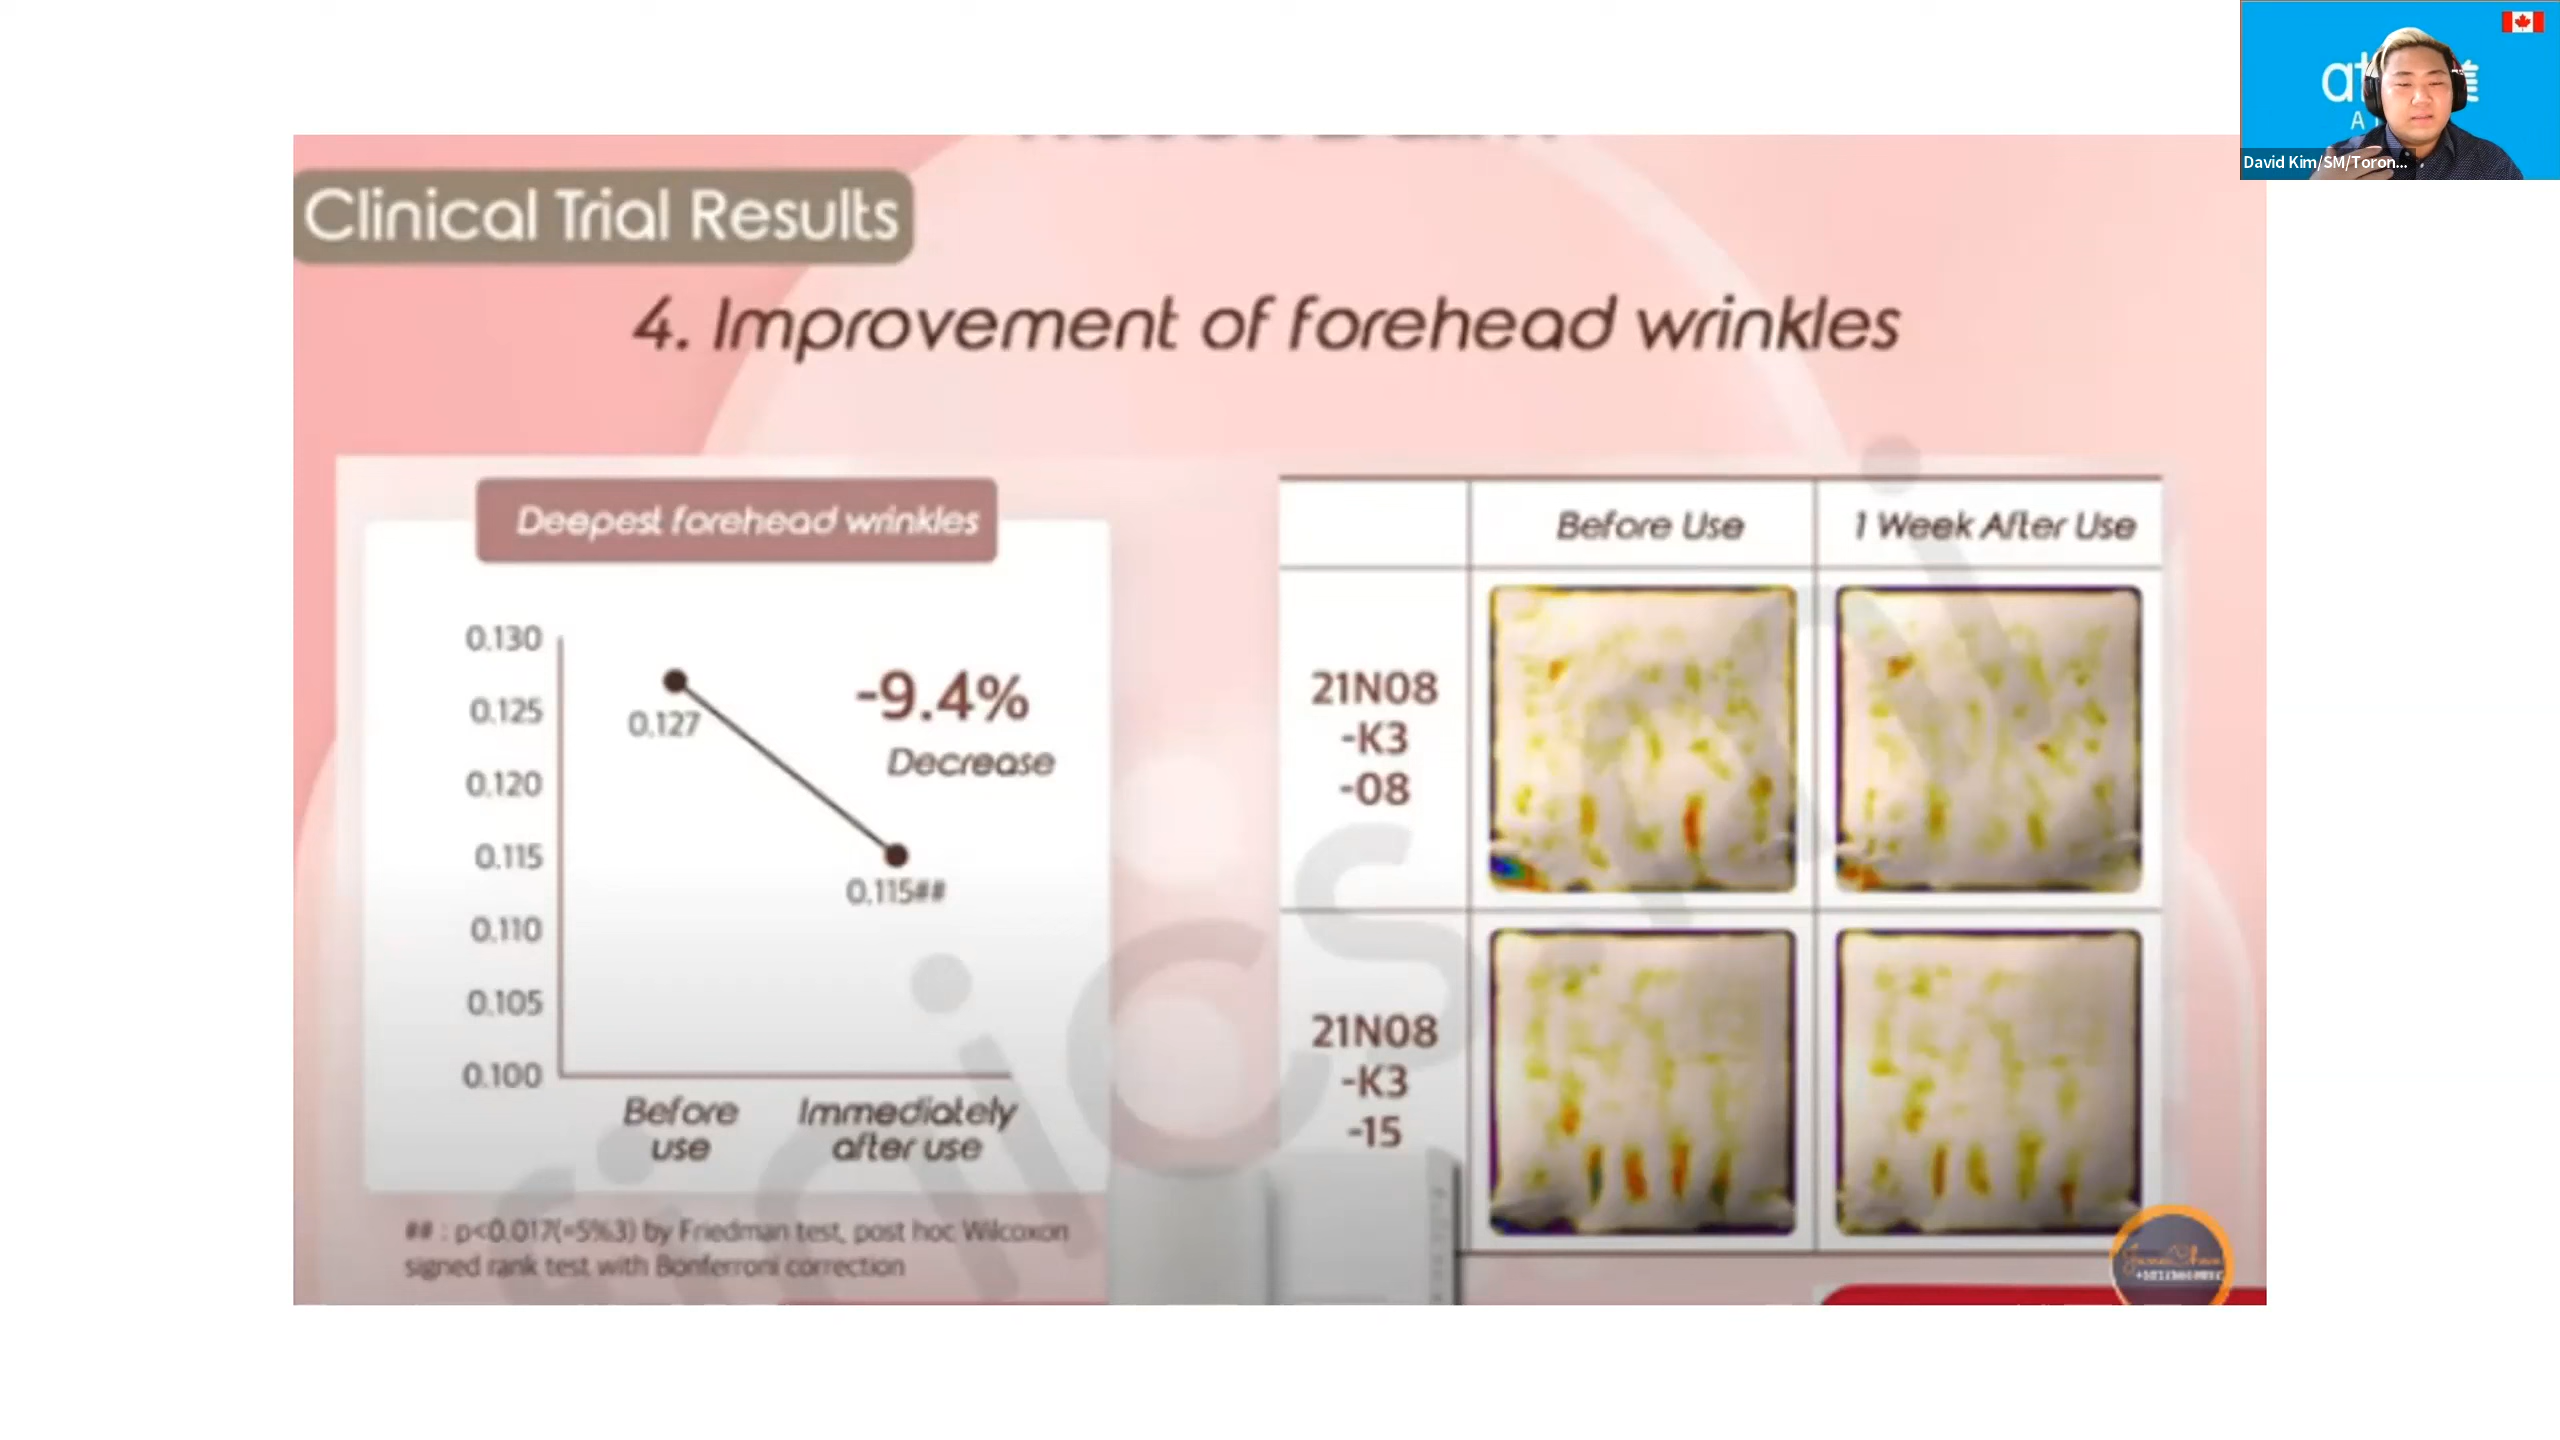 David Kim/SM/Toron...
Clinical Trial Results
4. Improvement of forehead wrinkles
Deepest forehead wrinkles
0.130
0.125
0.120
0.115
0.110
0.105
0.100
0.127
-9.4%
Decrease
0.115##
Before
use
Immediately
after use
## : p<0.017(=5%3) by Friedman test, post hoc Wilcoxon
signed rank test with Bonferroni correction
Before Use
1 Week After Use
21N08
-K3
-08
21N08
-K3
-15